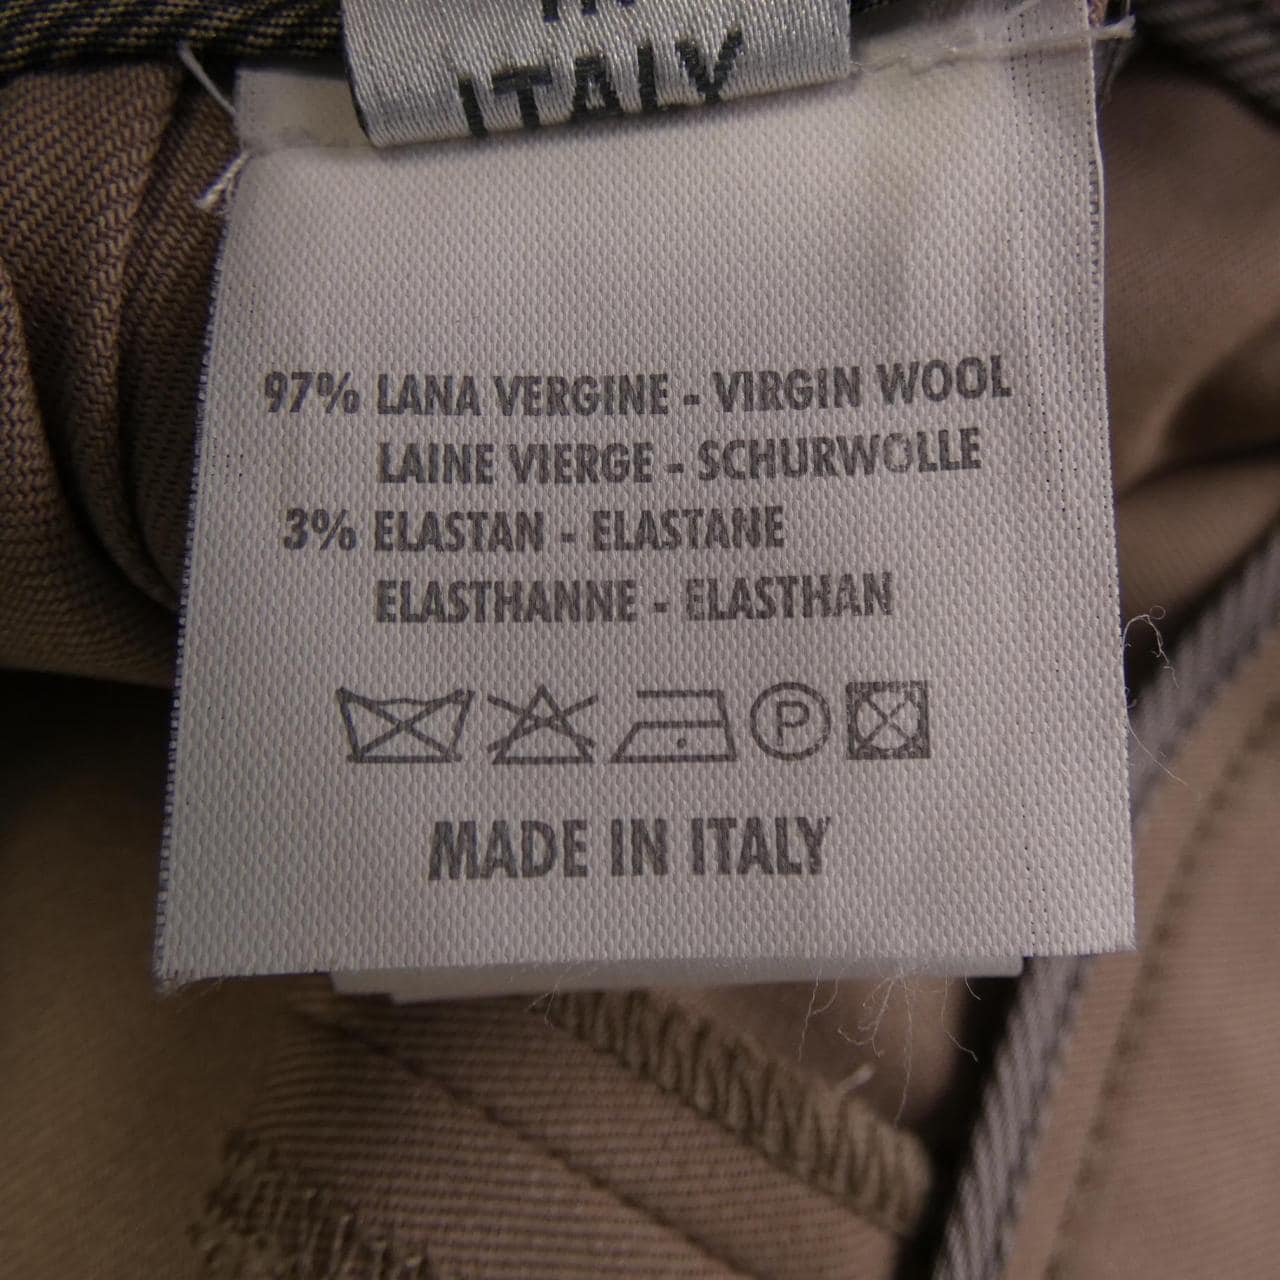 ITALY
97% LANA VERGINE - VIRGIN WOOL
LAINE VIERGE - SCHURWOLLE
3% ELASTAN - ELASTANE
ELASTHANNE - ELASTHAN
P
MADE IN ITALY